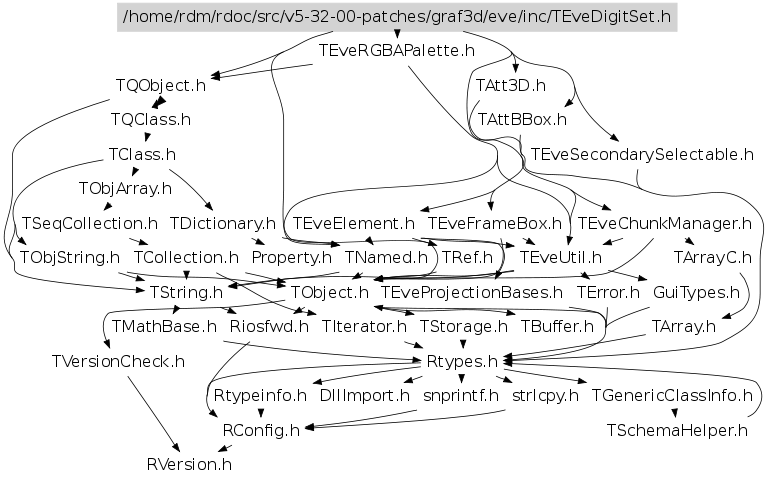 /home/rdm/rdoc/src/v5-32-00-patches/graf3d/eve/inc/TEveDigitSet.h
TEveRGBAPalette.h
TQObject.h TAtt3D.h
TQClass.h TAttBBox.h
TClass.h TEveSecondarySelectable.h
TObjArray.h
TSeqCollection.h TDictionary.h TEveElement.h TEveFrameBox.h TEveChunkManager.h
TObjString.h TCollection.h Property.h TNamed.h TRef.h TEveUtil.h TArrayC.h
TString.h TObject.h TEveProjectionBases.h TError.h GuiTypes.h
TMathBase.h Riosfwd.h TIterator.h TStorage.h TBuffer.h TArray.h
TVersionCheck.h Rtypes.h
Rtypeinfo.h DllImport.h snprintf.h strlcpy.h TGenericClassInfo.h
RConfig.h TSchemaHelper.h
RVersion.h